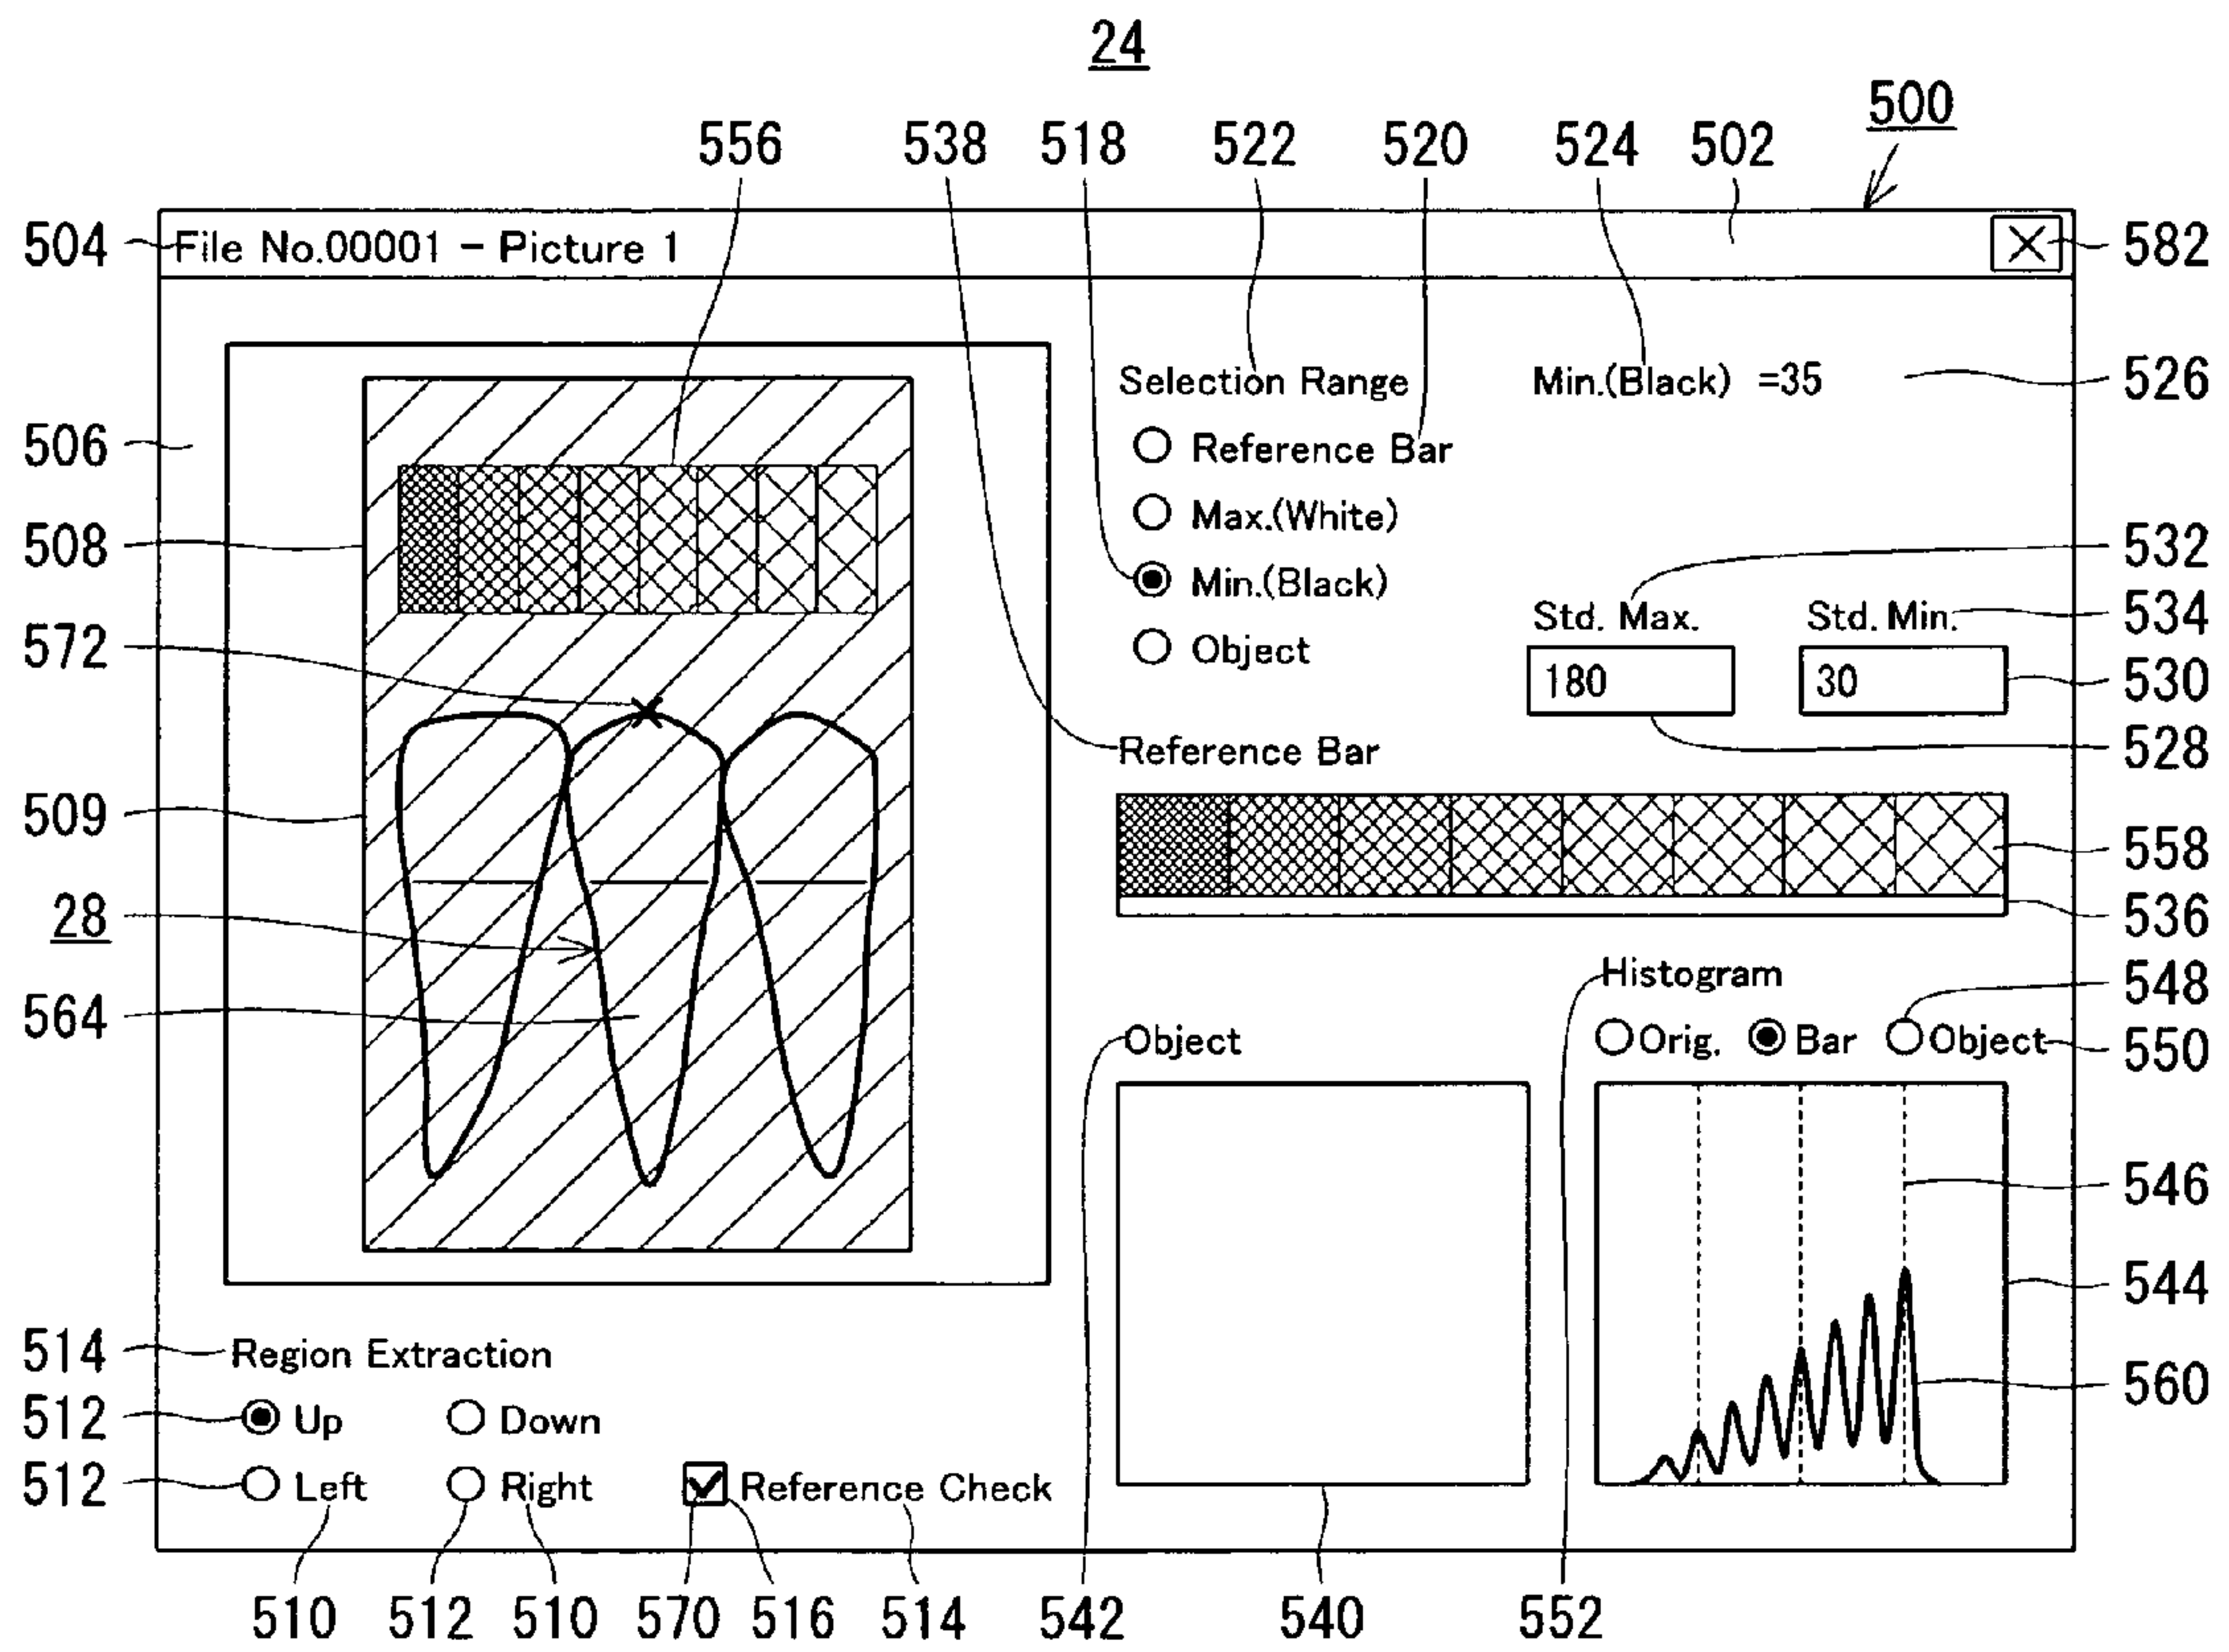 24
500
556 538 518 522 520 524 502
504 File No.00001 - Picture 1 582
Selection Range Min.(Black) =35 526
506 Reference Bar
Max.(White)
508 532
Min.(Black)
Std. Max. Std. Min. 534
572 Object
180 30 530
Reference Bar 528
509 558
28 536
Histogram 548
564 Object Orig. Bar Object 550
546
544
514 Region Extraction
560
512 Up Down
512 Left Right Reference Check
510 512 510 570 516 514 542 540 552